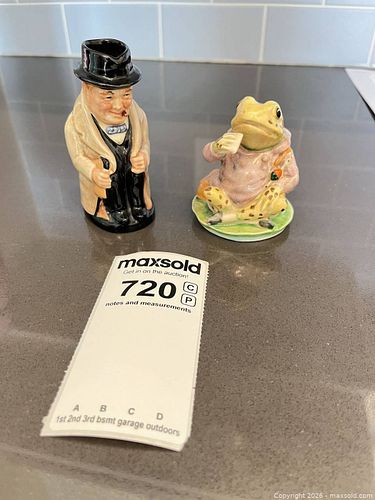 maxsold
Get in on the auction!
720 C
P
notes and measurements
A B C D
1st 2nd 3rd bsmt garage outdoors
Copyright 2026 - maxsold.com